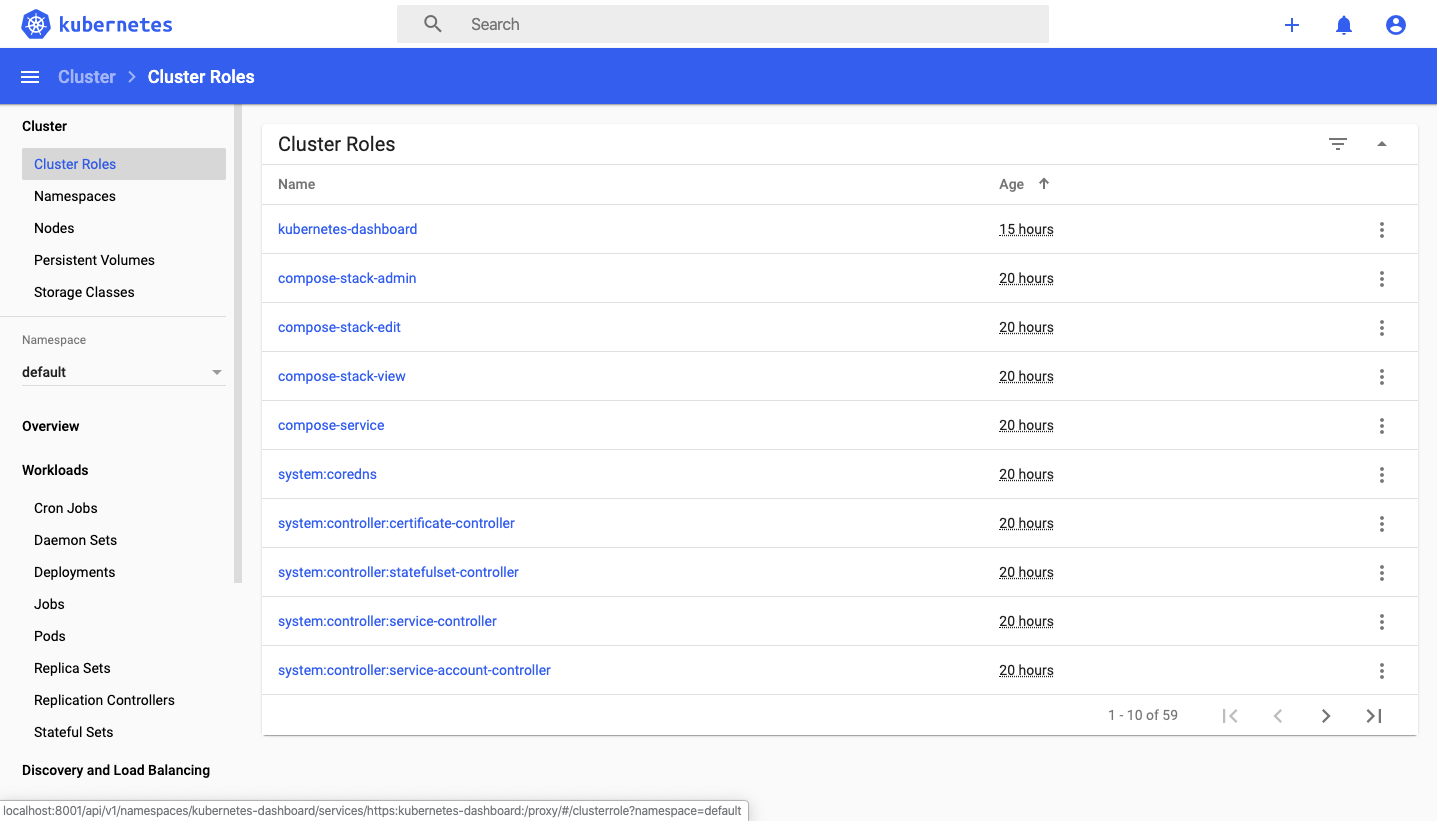 kubernetes
Search
Cluster
Cluster Roles
Cluster
Cluster Roles
Namespaces
Nodes
Persistent Volumes
Storage Classes
Namespace
default
Overview
Workloads
Cron Jobs
Daemon Sets
Deployments
Jobs
Pods
Replica Sets
Replication Controllers
Stateful Sets
Discovery and Load Balancing
Cluster Roles
Name Age
kubernetes-dashboard 15 hours
compose-stack-admin 20 hours
compose-stack-edit 20 hours
compose-stack-view 20 hours
compose-service 20 hours
system:coredns 20 hours
system:controller:certificate-controller 20 hours
system:controller:statefulset-controller 20 hours
system:controller:service-controller 20 hours
system:controller:service-account-controller 20 hours
1 - 10 of 59
localhost:8001/api/v1/namespaces/kubernetes-dashboard/services/https:kubernetes-dashboard:/proxy/#/clusterrole?namespace=default